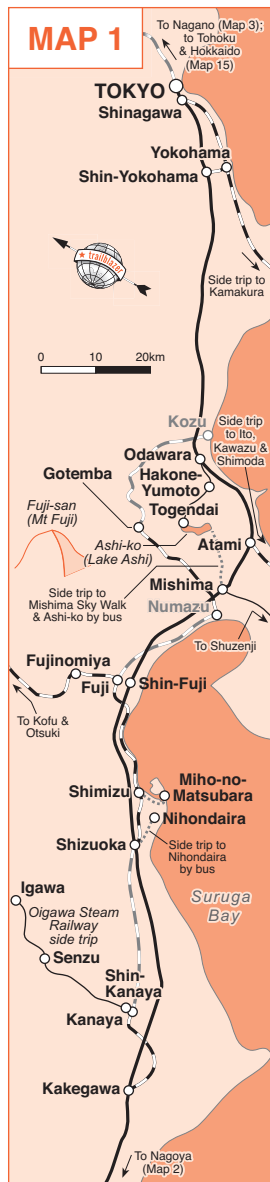 MAP 1
To Nagano (Map 3);
to Tohoku
& Hokkaido
(Map 15)
TOKYO
Shinagawa
Yokohama
Shin-Yokohama
Side trip to
Kamakura
★ trailblazer
0 10 20km
Kozu
Side trip
to Ito,
Kawazu &
Shimoda
Odawara
Hakone-
Yumoto
Gotemba
Togendai
Fuji-san
(Mt Fuji)
Ashi-ko
(Lake Ashi)
Atami
Side trip to
Mishima Sky Walk
& Ashi-ko by bus
Mishima
Numazu
To Shuzenji
Fujinomiya
Fuji
Shin-Fuji
To Kofu &
Otsuki
Shimizu
Miho-no-
Matsubara
Nihondaira
Shizuoka
Side trip to
Nihondaira
by bus
Igawa
Suruga
Bay
Oigawa Steam
Railway
side trip
Senzu
Shin-
Kanaya
Kanaya
Kakegawa
To Nagoya
(Map 2)